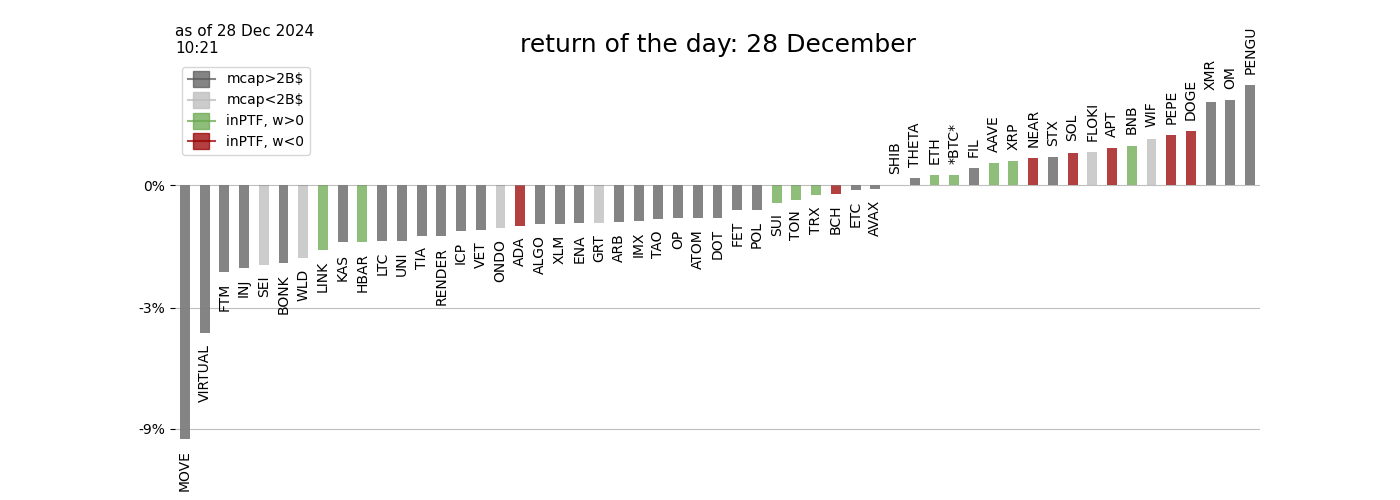 as of 28 Dec 2024
10:21
return of the day: 28 December
mcap>2B$
mcap<2B$
inPTF, w>0
inPTF, w<0
0%
-3%
-9%
MOVE
VIRTUAL
FTM
INJ
SEI
BONK
WLD
LINK
KAS
HBAR
LTC
UNI
TIA
RENDER
ICP
VET
ONDO
ADA
ALGO
XLM
ENA
GRT
ARB
IMX
TAO
OP
ATOM
DOT
FET
POL
SUI
TON
TRX
BCH
ETC
AVAX
SHIB
THETA
ETH
*BTC*
FIL
AAVE
XRP
NEAR
STX
SOL
FLOKI
APT
BNB
WIF
PEPE
DOGE
XMR
OM
PENGU